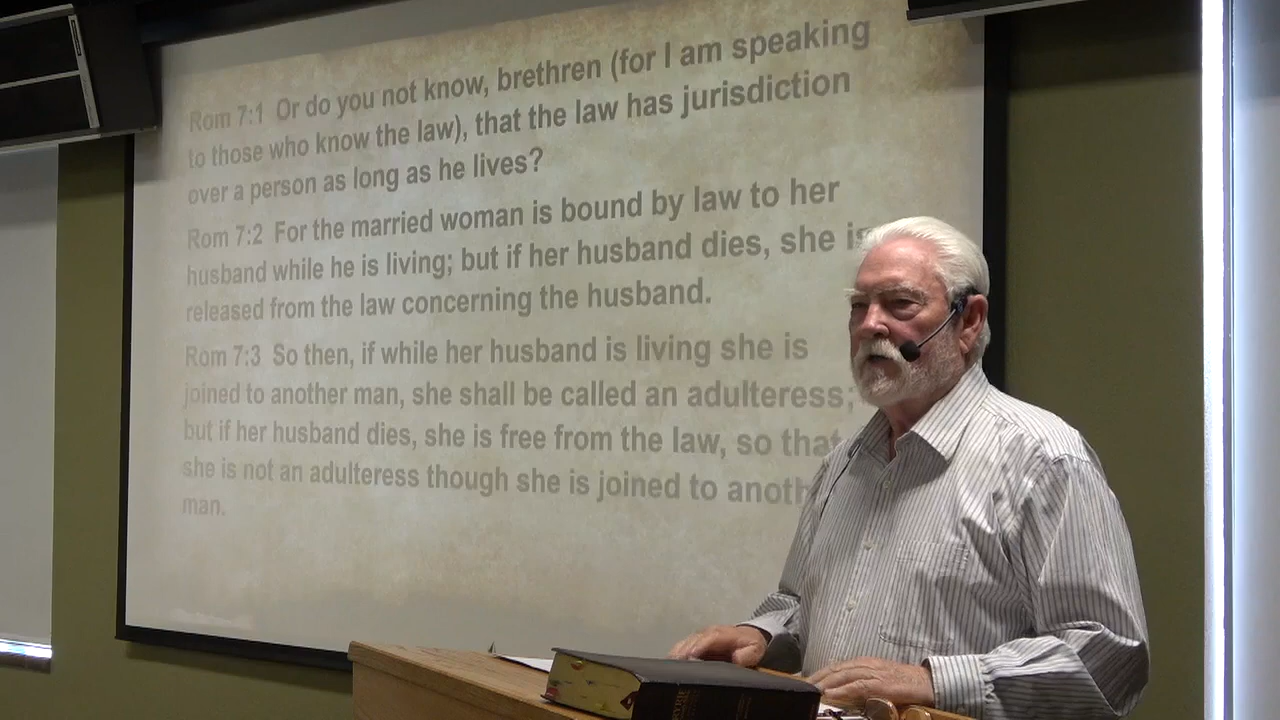 Rom 7:1 Or do you not know, brethren (for I am speaking
to those who know the law), that the law has jurisdiction
over a person as long as he lives?
Rom 7:2 For the married woman is bound by law to her
husband while he is living; but if her husband dies, she is
released from the law concerning the husband.
Rom 7:3 So then, if while her husband is living she is
joined to another man, she shall be called an adulteress;
but if her husband dies, she is free from the law, so that
she is not an adulteress though she is joined to anoth
man.